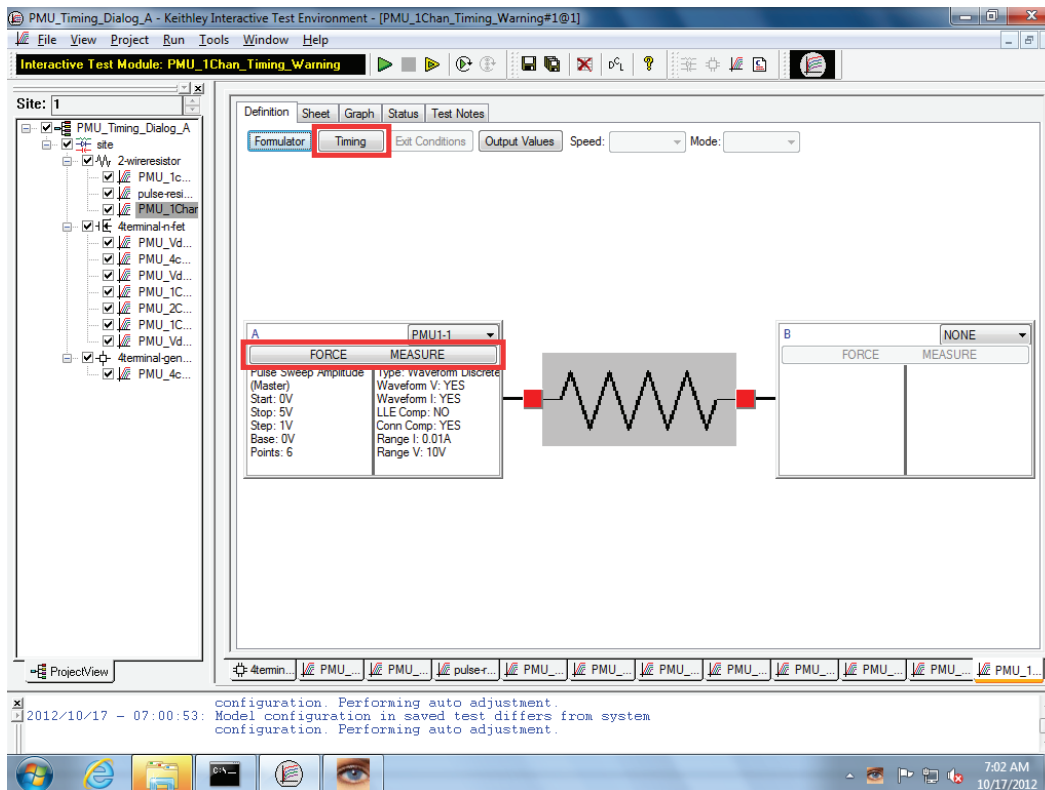 PMU_Timing_Dialog_A - Keithley Interactive Test Environment - [PMU_1Chan_Timing_Warning#1@1]
File View Project Run Tools Window Help
Interactive Test Module: PMU_1Chan_Timing_Warning
Site: 1
PMU_Timing_Dialog_A
site
2-wireresistor
PMU_1c...
pulse-resi...
PMU_1Char
4terminal-n-fet
PMU_Vd...
PMU_4c...
PMU_Vd...
PMU_1C...
PMU_2C...
PMU_1C...
PMU_Vd...
4terminal-gen...
PMU_4c...
ProjectView
Definition Sheet Graph Status Test Notes
Formulator Timing Exit Conditions Output Values Speed: Mode:
A PMU1-1
FORCE MEASURE
Pulse Sweep Amplitude
(Master)
Start: 0V
Stop: 5V
Step: 1V
Base: 0V
Points: 6
Type: Waveform Discrete
Waveform V: YES
Waveform I: YES
LLE Comp: NO
Conn Comp: YES
Range I: 0.01A
Range V: 10V
B NONE
FORCE MEASURE
4termin... PMU_... PMU_... pulse-r... PMU_... PMU_... PMU_... PMU_... PMU_... PMU_... PMU_... PMU_1...
configuration. Performing auto adjustment.
2012/10/17 - 07:00:53: Model configuration in saved test differs from system
configuration. Performing auto adjustment.
7:02 AM
10/17/2012